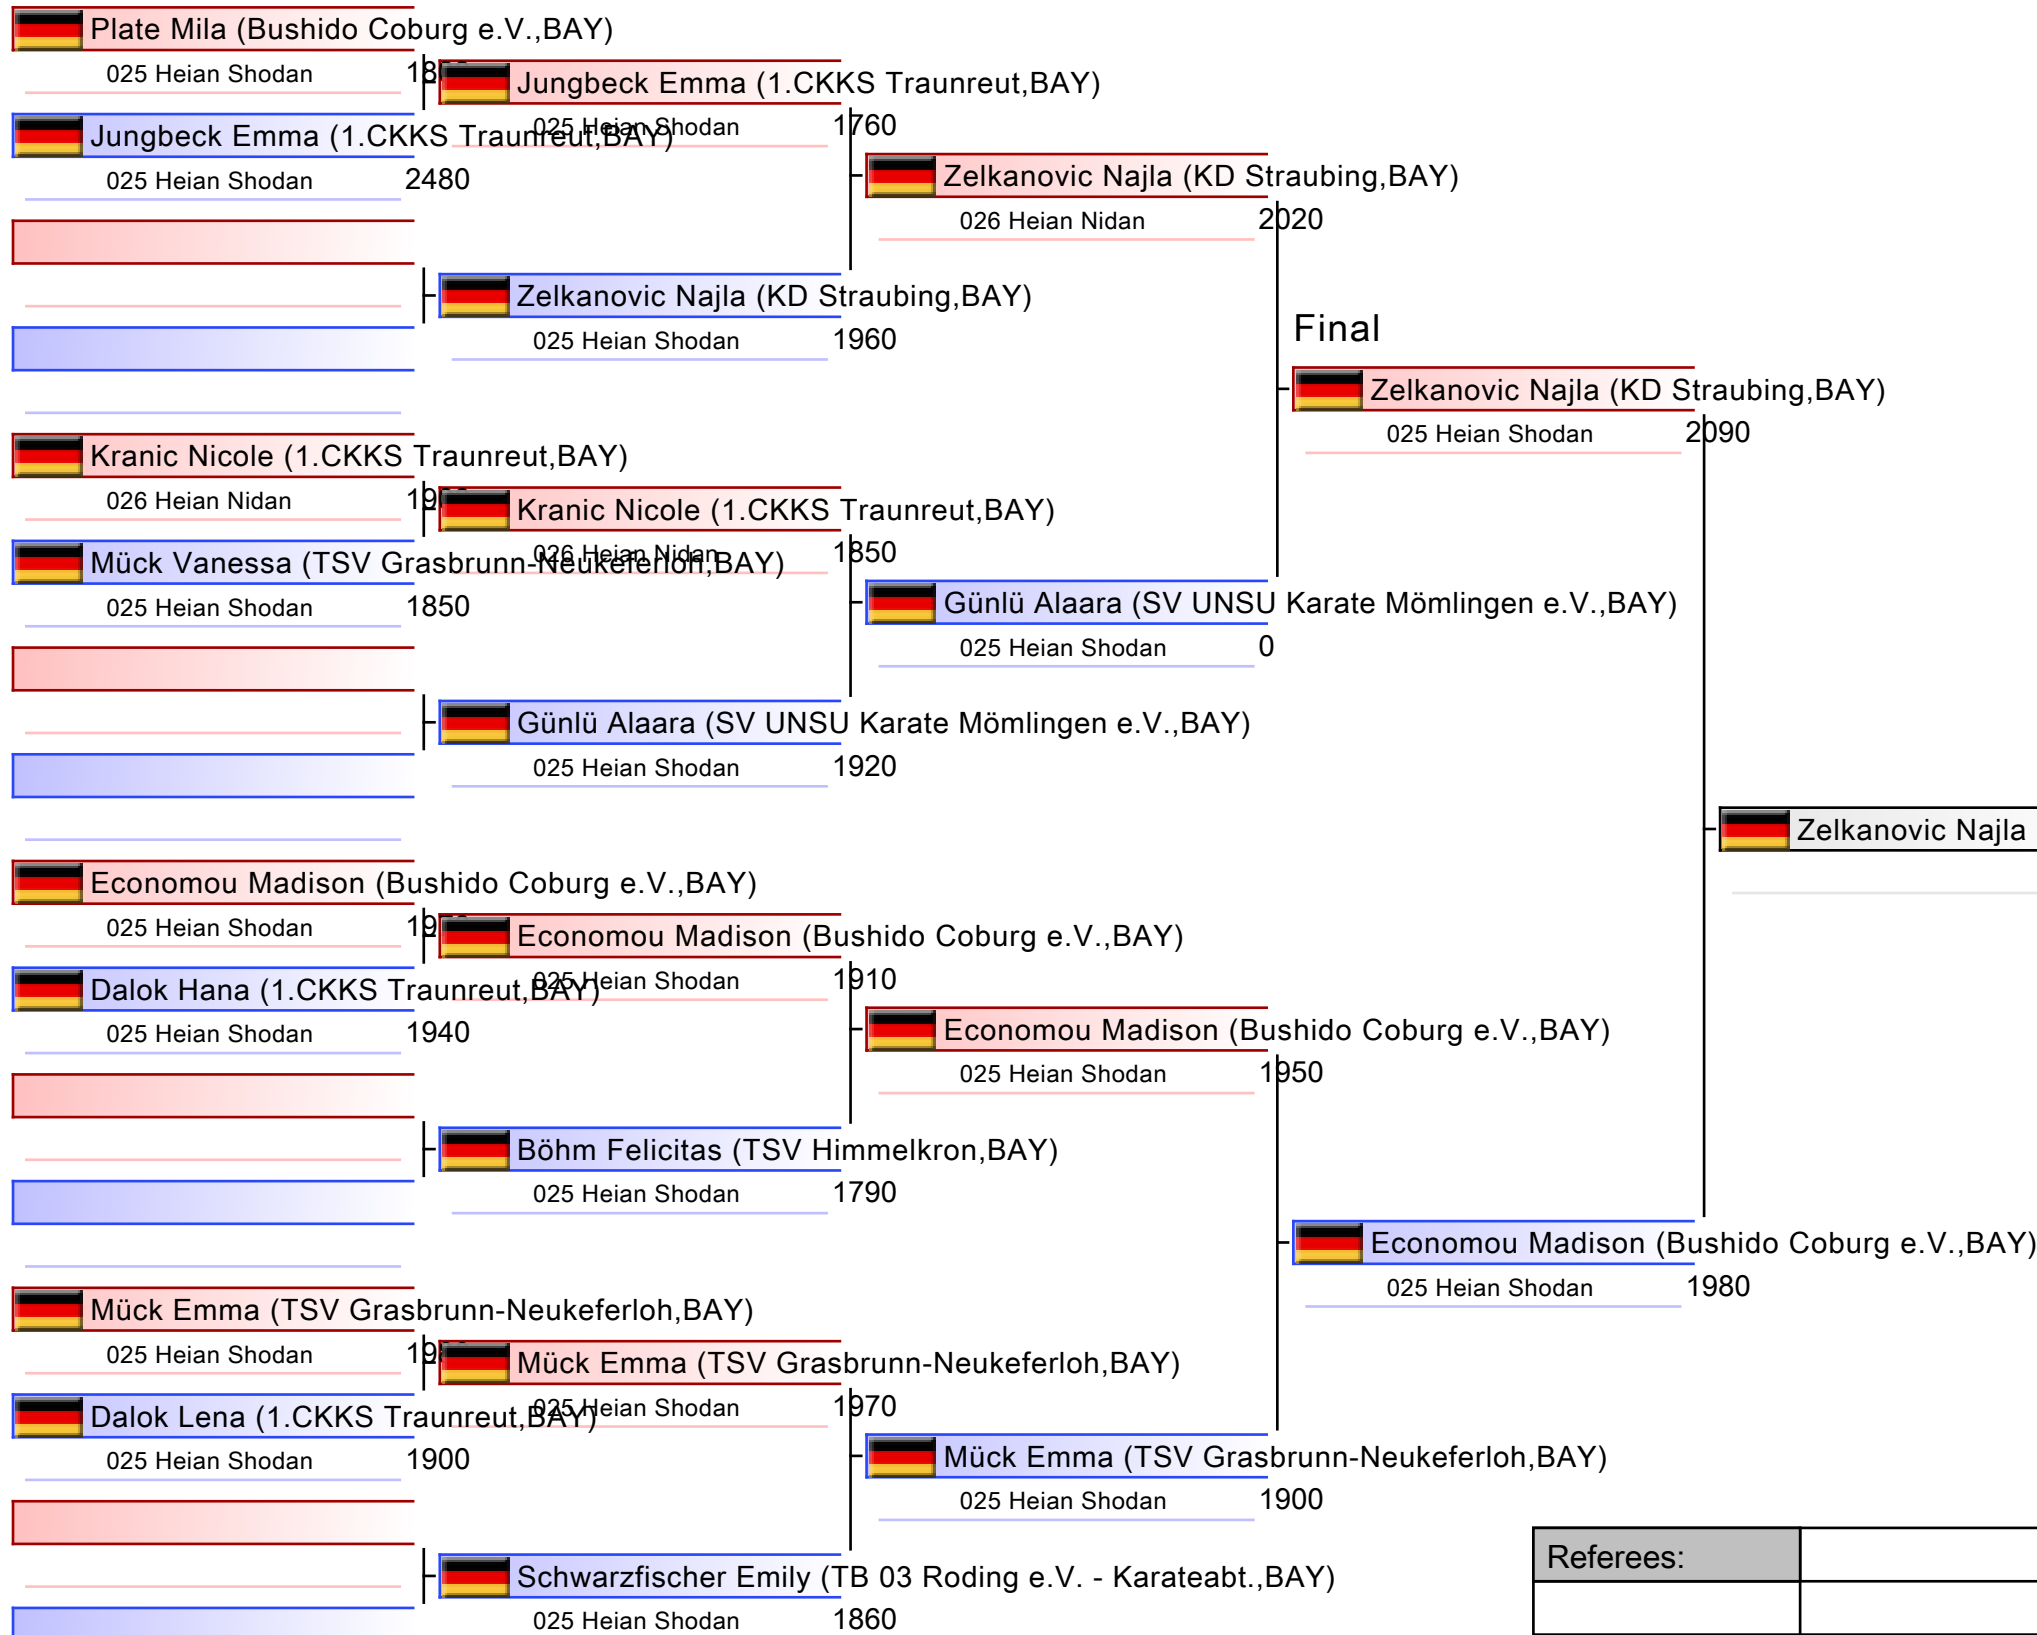 Plate Mila (Bushido Coburg e.V.,BAY)
025 Heian Shodan
Jungbeck Emma (1.CKKS Traunreut,BAY)
025 Heian Shodan 1760
Jungbeck Emma (1.CKKS Traunreut,BAY)
025 Heian Shodan 2480
Zelkanovic Najla (KD Straubing,BAY)
026 Heian Nidan 2020
Zelkanovic Najla (KD Straubing,BAY)
025 Heian Shodan 1960
Final
Zelkanovic Najla (KD Straubing,BAY)
025 Heian Shodan 2090
Kranic Nicole (1.CKKS Traunreut,BAY)
026 Heian Nidan
Kranic Nicole (1.CKKS Traunreut,BAY)
026 Heian Nidan 1850
Mück Vanessa (TSV Grasbrunn-Neukeferloh,BAY)
025 Heian Shodan 1850
Günlü Alaara (SV UNSU Karate Mömlingen e.V.,BAY)
025 Heian Shodan 0
Günlü Alaara (SV UNSU Karate Mömlingen e.V.,BAY)
025 Heian Shodan 1920
Zelkanovic Najla
Economou Madison (Bushido Coburg e.V.,BAY)
025 Heian Shodan
Economou Madison (Bushido Coburg e.V.,BAY)
025 Heian Shodan 1910
Dalok Hana (1.CKKS Traunreut,BAY)
025 Heian Shodan 1940
Economou Madison (Bushido Coburg e.V.,BAY)
025 Heian Shodan 1950
Böhm Felicitas (TSV Himmelkron,BAY)
025 Heian Shodan 1790
Economou Madison (Bushido Coburg e.V.,BAY)
025 Heian Shodan 1980
Mück Emma (TSV Grasbrunn-Neukeferloh,BAY)
025 Heian Shodan
Mück Emma (TSV Grasbrunn-Neukeferloh,BAY)
025 Heian Shodan 1970
Dalok Lena (1.CKKS Traunreut,BAY)
025 Heian Shodan 1900
Mück Emma (TSV Grasbrunn-Neukeferloh,BAY)
025 Heian Shodan 1900
Schwarzfischer Emily (TB 03 Roding e.V. - Karateabt.,BAY)
025 Heian Shodan 1860
Referees: